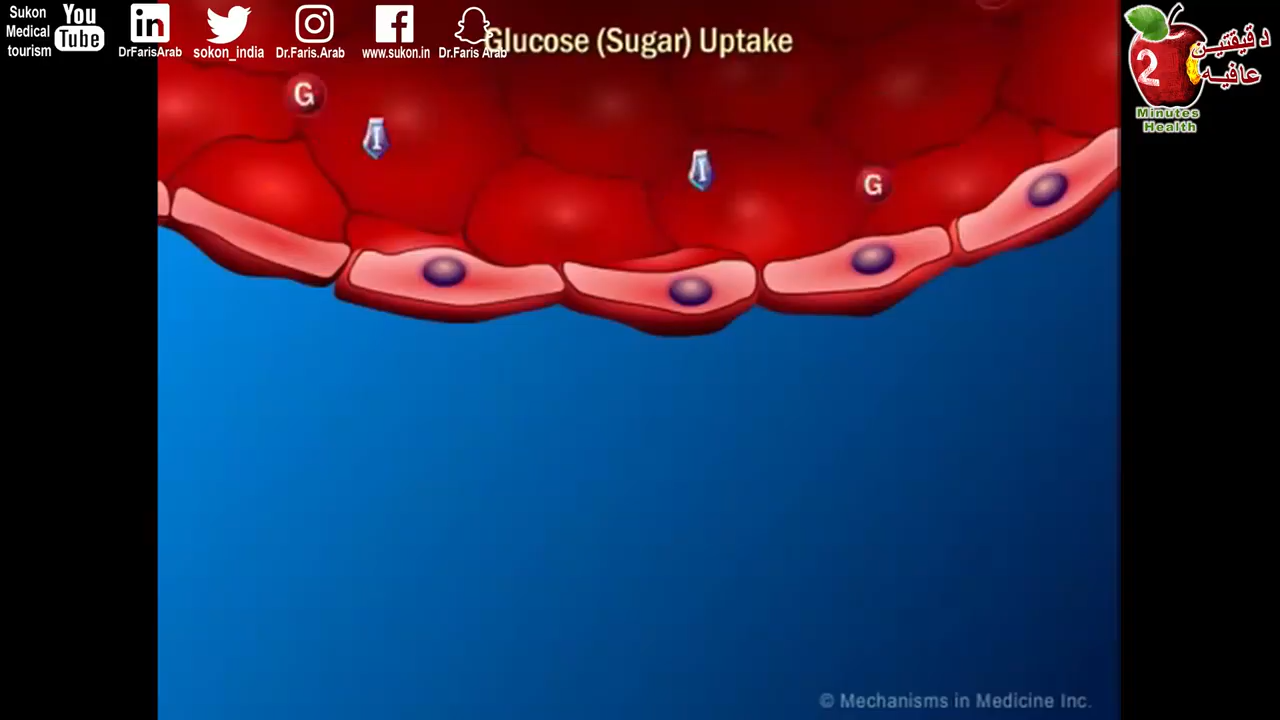 Sukon
Medical
tourism
You
Tube
in
DrFarisArab
sokon_india
Dr.Faris.Arab
www.sukon.in
Dr.Faris Arab
Glucose (Sugar) Uptake
2
دقيقتين
عافيه
Minutes
Health
G
I
I
G
© Mechanisms in Medicine Inc.